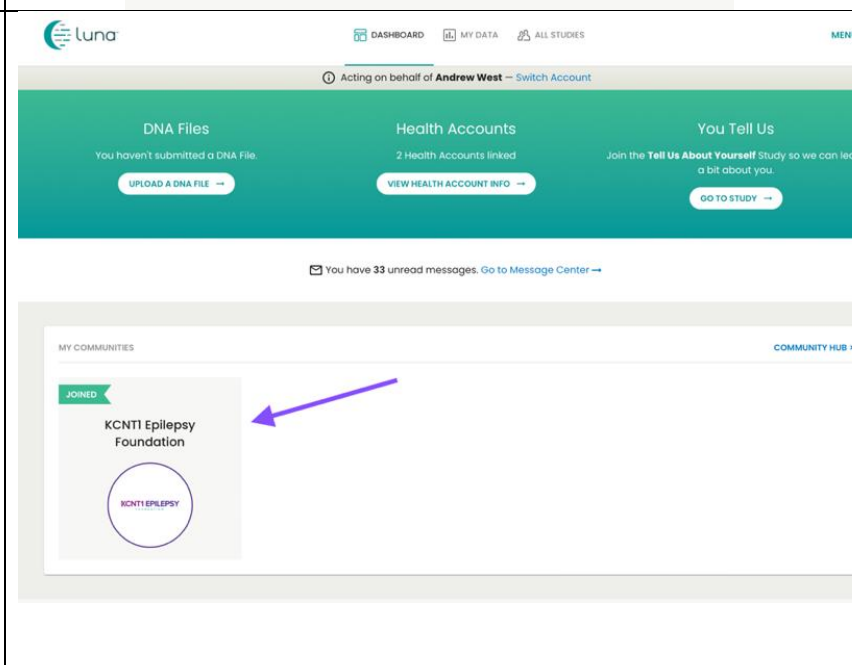 luna
DASHBOARD MY DATA ALL STUDIES
Acting on behalf of Andrew West — Switch Account
DNA Files
You haven't submitted a DNA File.
UPLOAD A DNA FILE →
Health Accounts
2 Health Accounts linked
VIEW HEALTH ACCOUNT INFO →
You Tell Us
Join the Tell Us About Yourself Study so we can
a bit about you.
GO TO STUDY →
You have 33 unread messages. Go to Message Center →
MY COMMUNITIES
COMMUNITY HUB
JOINED
KCNT1 Epilepsy
Foundation
KCNT1 EPILEPSY
FOUNDATION